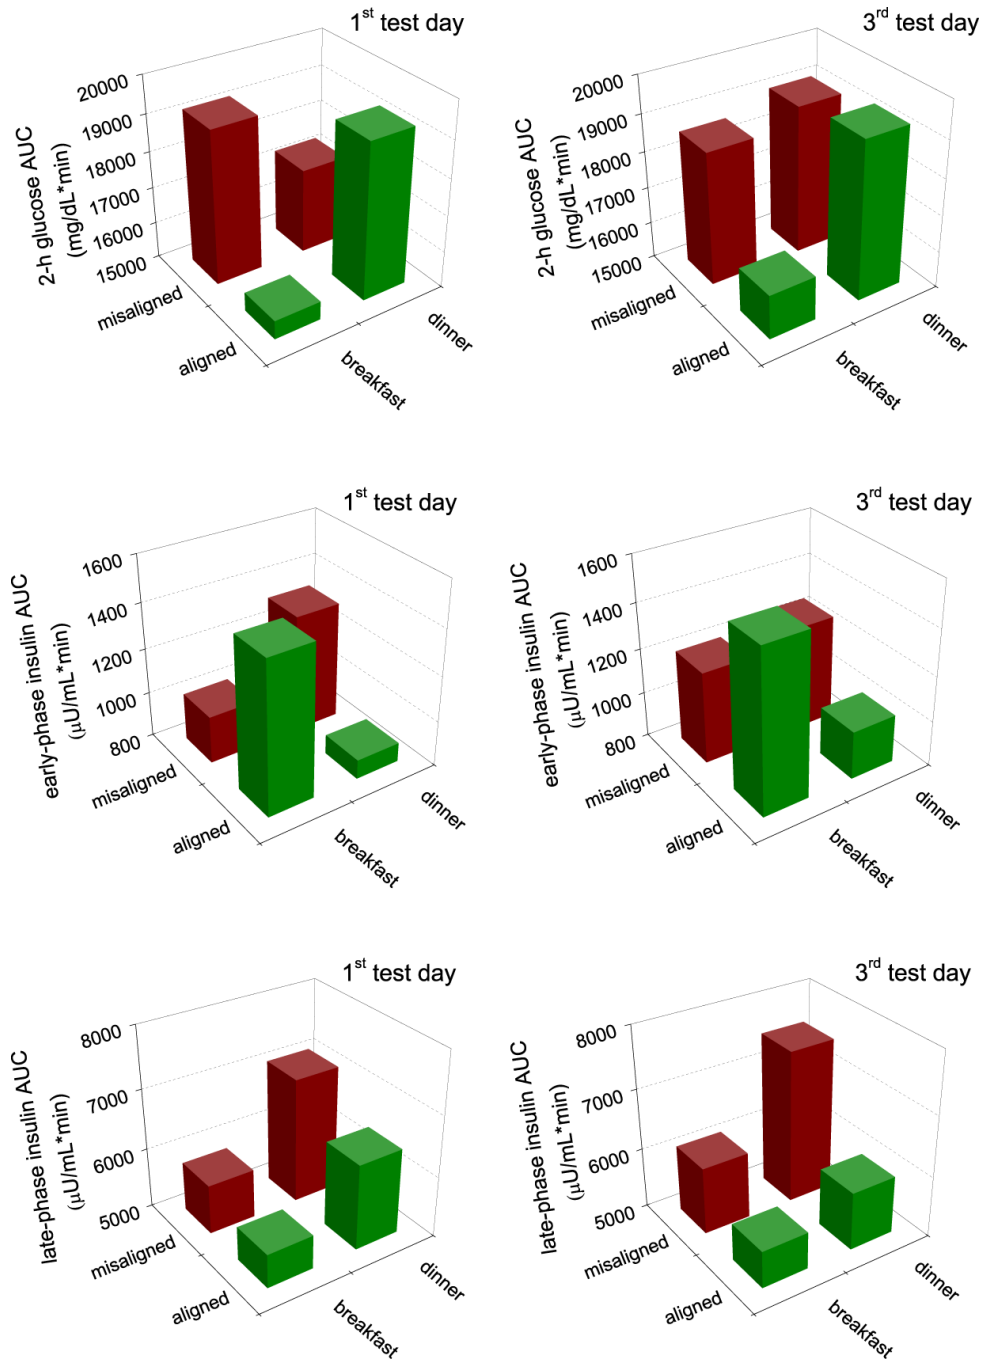 1st test day
20000
19000
18000
17000
16000
15000
2-h glucose AUC
(mg/dL*min)
misaligned
aligned
breakfast
dinner
3rd test day
20000
19000
18000
17000
16000
15000
2-h glucose AUC
(mg/dL*min)
misaligned
aligned
breakfast
dinner
1st test day
1600
1400
1200
1000
800
early-phase insulin AUC
(μU/mL*min)
misaligned
aligned
breakfast
dinner
3rd test day
1600
1400
1200
1000
800
early-phase insulin AUC
(μU/mL*min)
misaligned
aligned
breakfast
dinner
1st test day
8000
7000
6000
5000
late-phase insulin AUC
(μU/mL*min)
misaligned
aligned
breakfast
dinner
3rd test day
8000
7000
6000
5000
late-phase insulin AUC
(μU/mL*min)
misaligned
aligned
breakfast
dinner